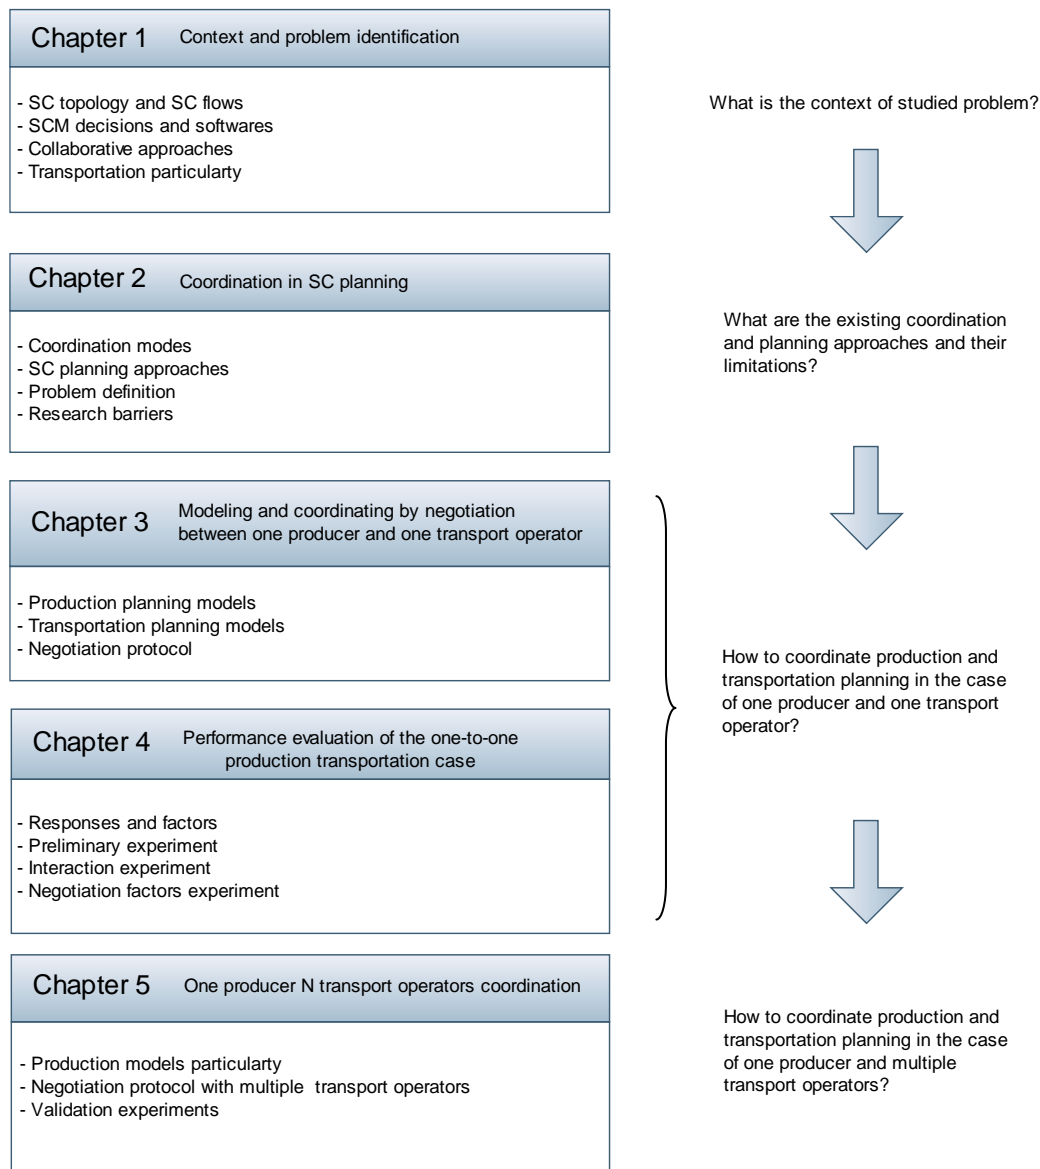 Chapter 1 Context and problem identification
- SC topology and SC flows
- SCM decisions and softwares
- Collaborative approaches
- Transportation particularty
What is the context of studied problem?
Chapter 2 Coordination in SC planning
- Coordination modes
- SC planning approaches
- Problem definition
- Research barriers
What are the existing coordination
and planning approaches and their
limitations?
Chapter 3 Modeling and coordinating by negotiation
between one producer and one transport operator
- Production planning models
- Transportation planning models
- Negotiation protocol
Chapter 4 Performance evaluation of the one-to-one
production transportation case
- Responses and factors
- Preliminary experiment
- Interaction experiment
- Negotiation factors experiment
How to coordinate production and
transportation planning in the case
of one producer and one transport
operator?
Chapter 5 One producer N transport operators coordination
- Production models particularty
- Negotiation protocol with multiple transport operators
- Validation experiments
How to coordinate production and
transportation planning in the case
of one producer and multiple
transport operators?